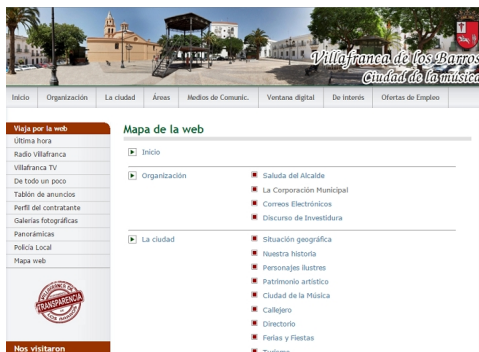 Villafranca de los Barros
Ciudad de la música
Inicio
Organización
La ciudad
Áreas
Medios de Comunic.
Ventana digital
De interés
Ofertas de Empleo
Viaja por la web
Última hora
Radio Villafranca
Villafranca TV
De todo un poco
Tablón de anuncios
Perfil del contratante
Galerías fotográficas
Panorámicas
Policía Local
Mapa web
TRANSPARENCIA
Nos visitaron
Mapa de la web
Inicio
Organización
Saluda del Alcalde
La Corporación Municipal
Correos Electrónicos
Discurso de Investidura
La ciudad
Situación geográfica
Nuestra historia
Personajes ilustres
Patrimonio artístico
Ciudad de la Música
Callejero
Directorio
Ferias y Fiestas
Turismo